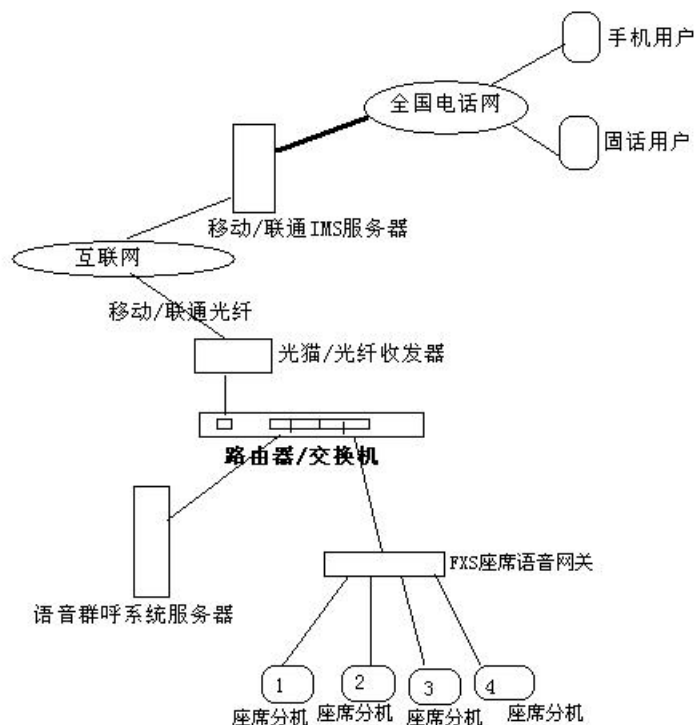 手机用户
全国电话网
固话用户
移动/联通IMS服务器
互联网
移动/联通光纤
光猫/光纤收发器
路由器/交换机
FXS座席语音网关
语音群呼系统服务器
1
2
3
4
座席分机
座席分机
座席分机
座席分机